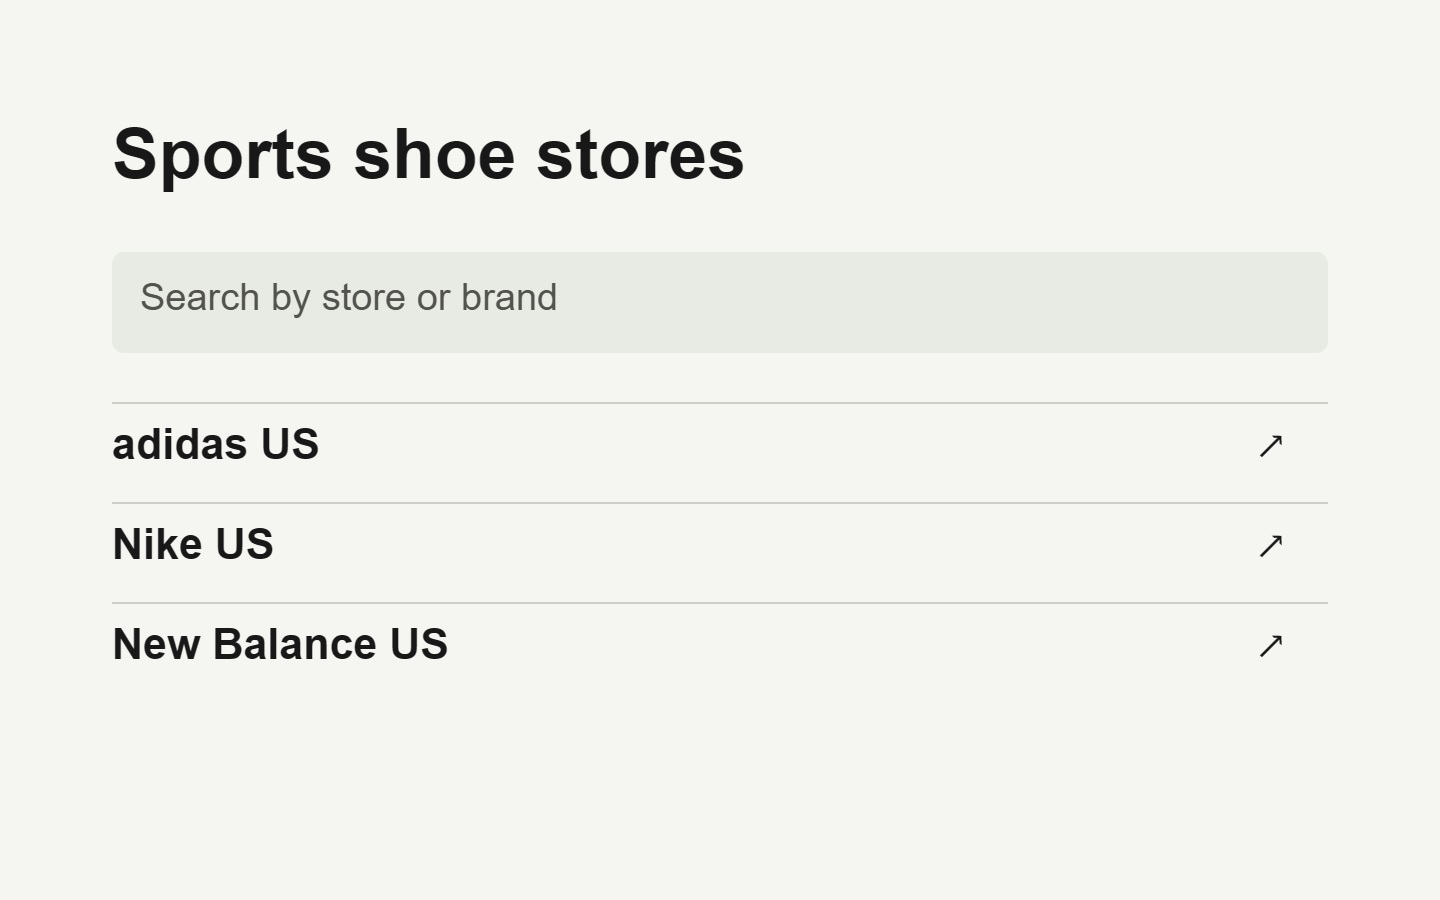 Sports shoe stores
Search by store or brand
adidas US ↗
Nike US ↗
New Balance US ↗